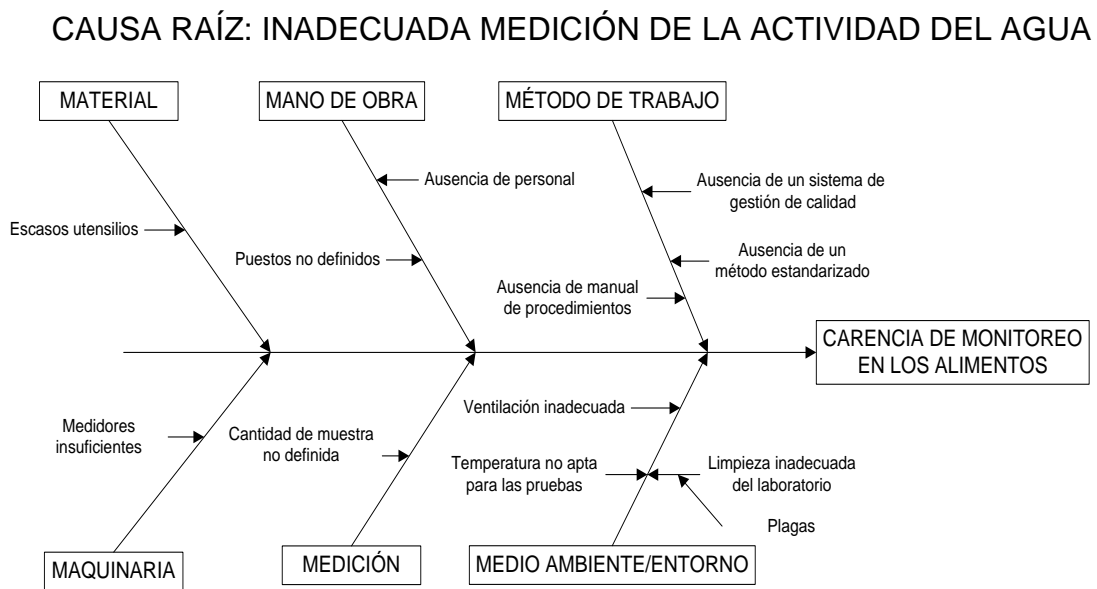 CAUSA RAÍZ: INADECUADA MEDICIÓN DE LA ACTIVIDAD DEL AGUA
MATERIAL
MANO DE OBRA
MÉTODO DE TRABAJO
Escasos utensilios
Ausencia de personal
Puestos no definidos
Ausencia de un sistema de
gestión de calidad
Ausencia de un
método estandarizado
Ausencia de manual
de procedimientos
CARENCIA DE MONITOREO
EN LOS ALIMENTOS
Medidores
insuficientes
Cantidad de muestra
no definida
Ventilación inadecuada
Temperatura no apta
para las pruebas
Limpieza inadecuada
del laboratorio
Plagas
MAQUINARIA
MEDICIÓN
MEDIO AMBIENTE/ENTORNO